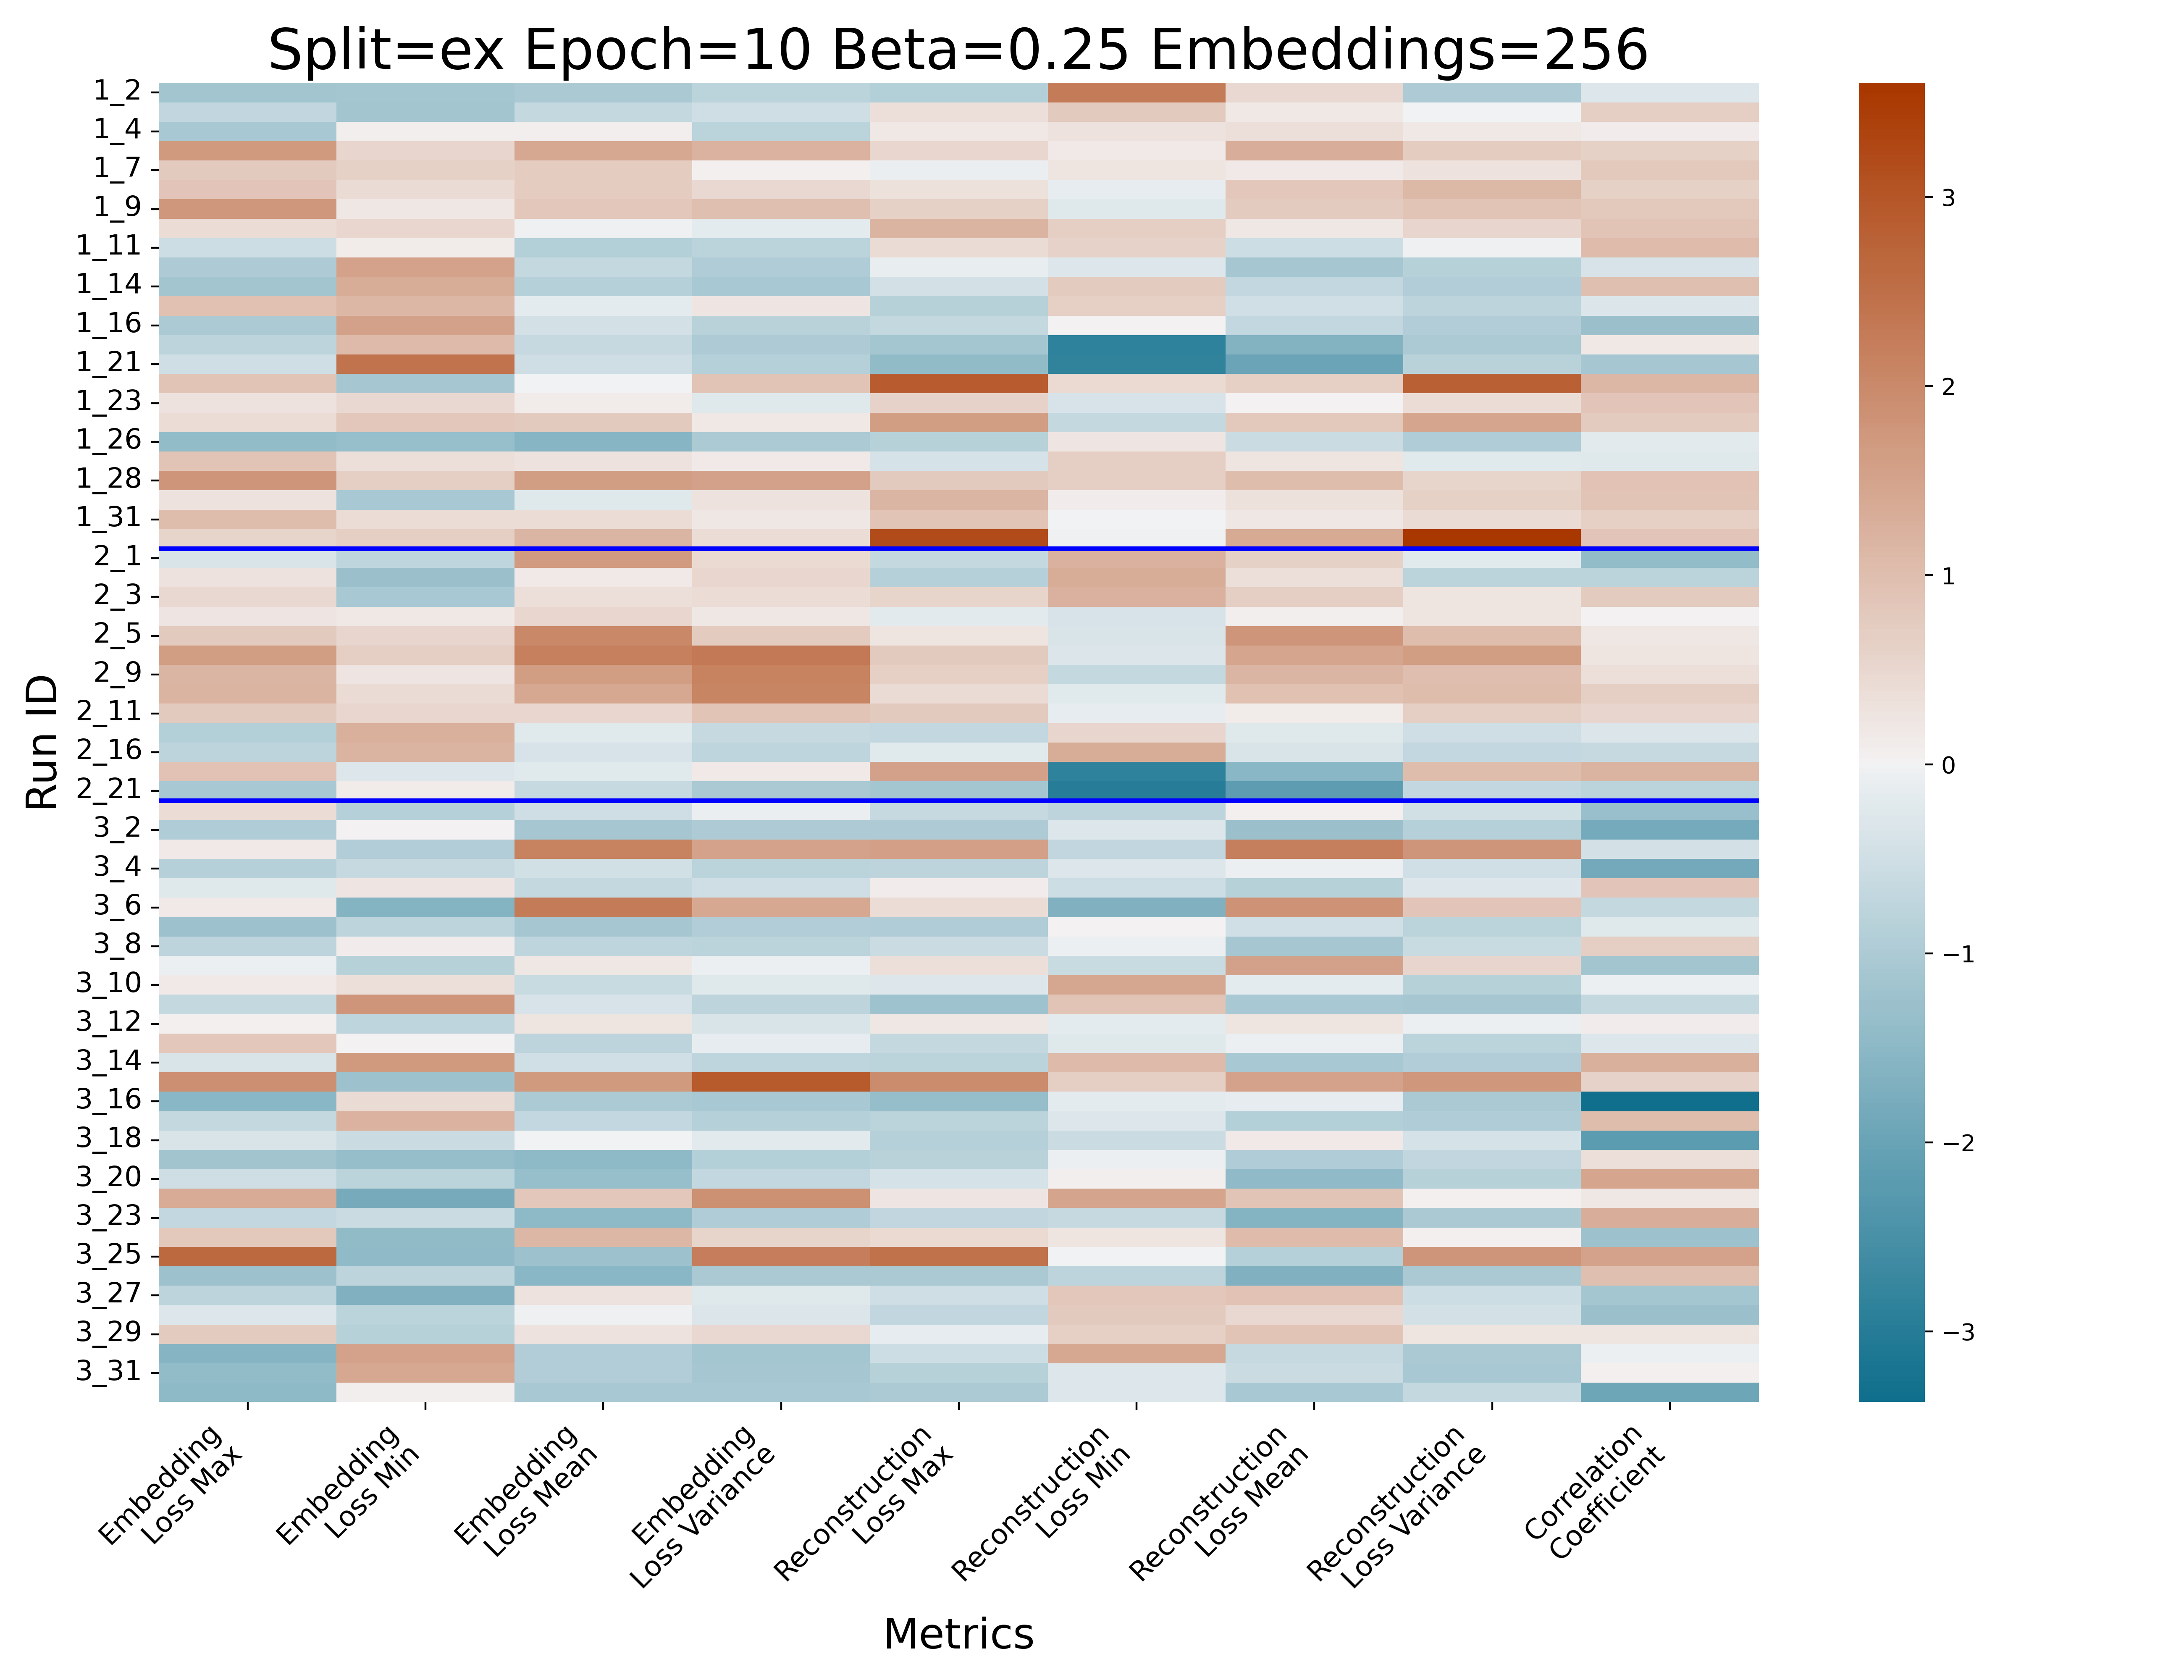 Split=ex Epoch=10 Beta=0.25 Embeddings=256
Run ID
1_2
1_4
1_7
1_9
1_11
1_14
1_16
1_21
1_23
1_26
1_28
1_31
2_1
2_3
2_5
2_9
2_11
2_16
2_21
3_2
3_4
3_6
3_8
3_10
3_12
3_14
3_16
3_18
3_20
3_23
3_25
3_27
3_29
3_31
Embedding
Loss Max
Embedding
Loss Min
Embedding
Loss Mean
Embedding
Loss Variance
Reconstruction
Loss Max
Reconstruction
Loss Min
Reconstruction
Loss Mean
Reconstruction
Loss Variance
Correlation
Coefficient
Metrics
3
2
1
0
−1
−2
−3